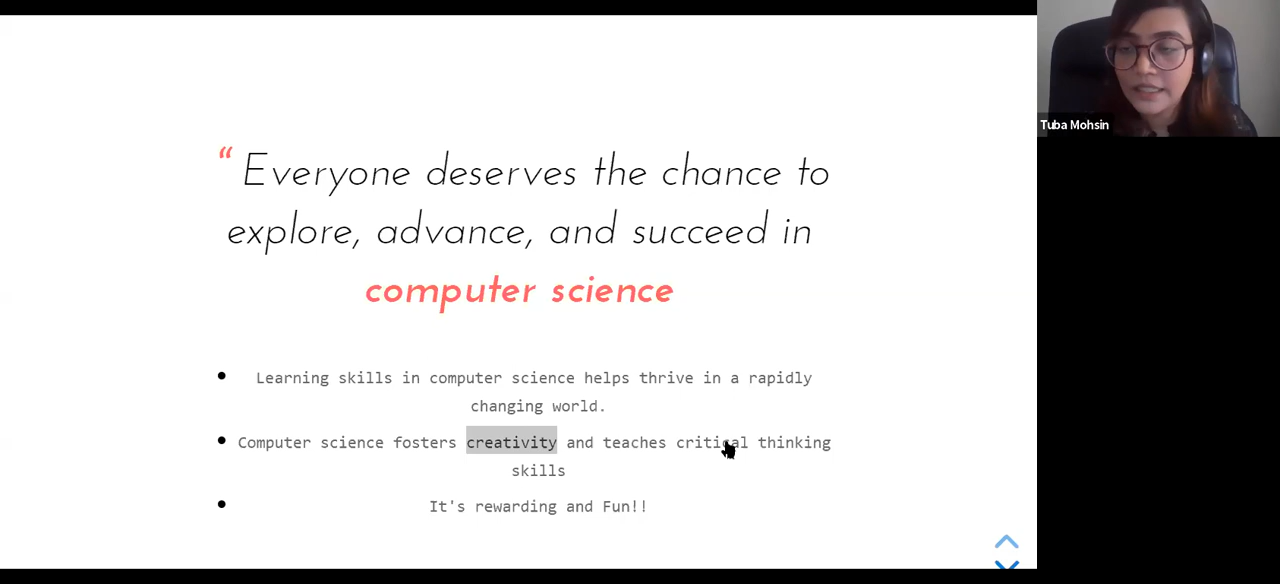 “ Everyone deserves the chance to
explore, advance, and succeed in
computer science
• Learning skills in computer science helps thrive in a rapidly
changing world.
• Computer science fosters creativity and teaches critical thinking
skills
• It's rewarding and Fun!!
Tuba Mohsin